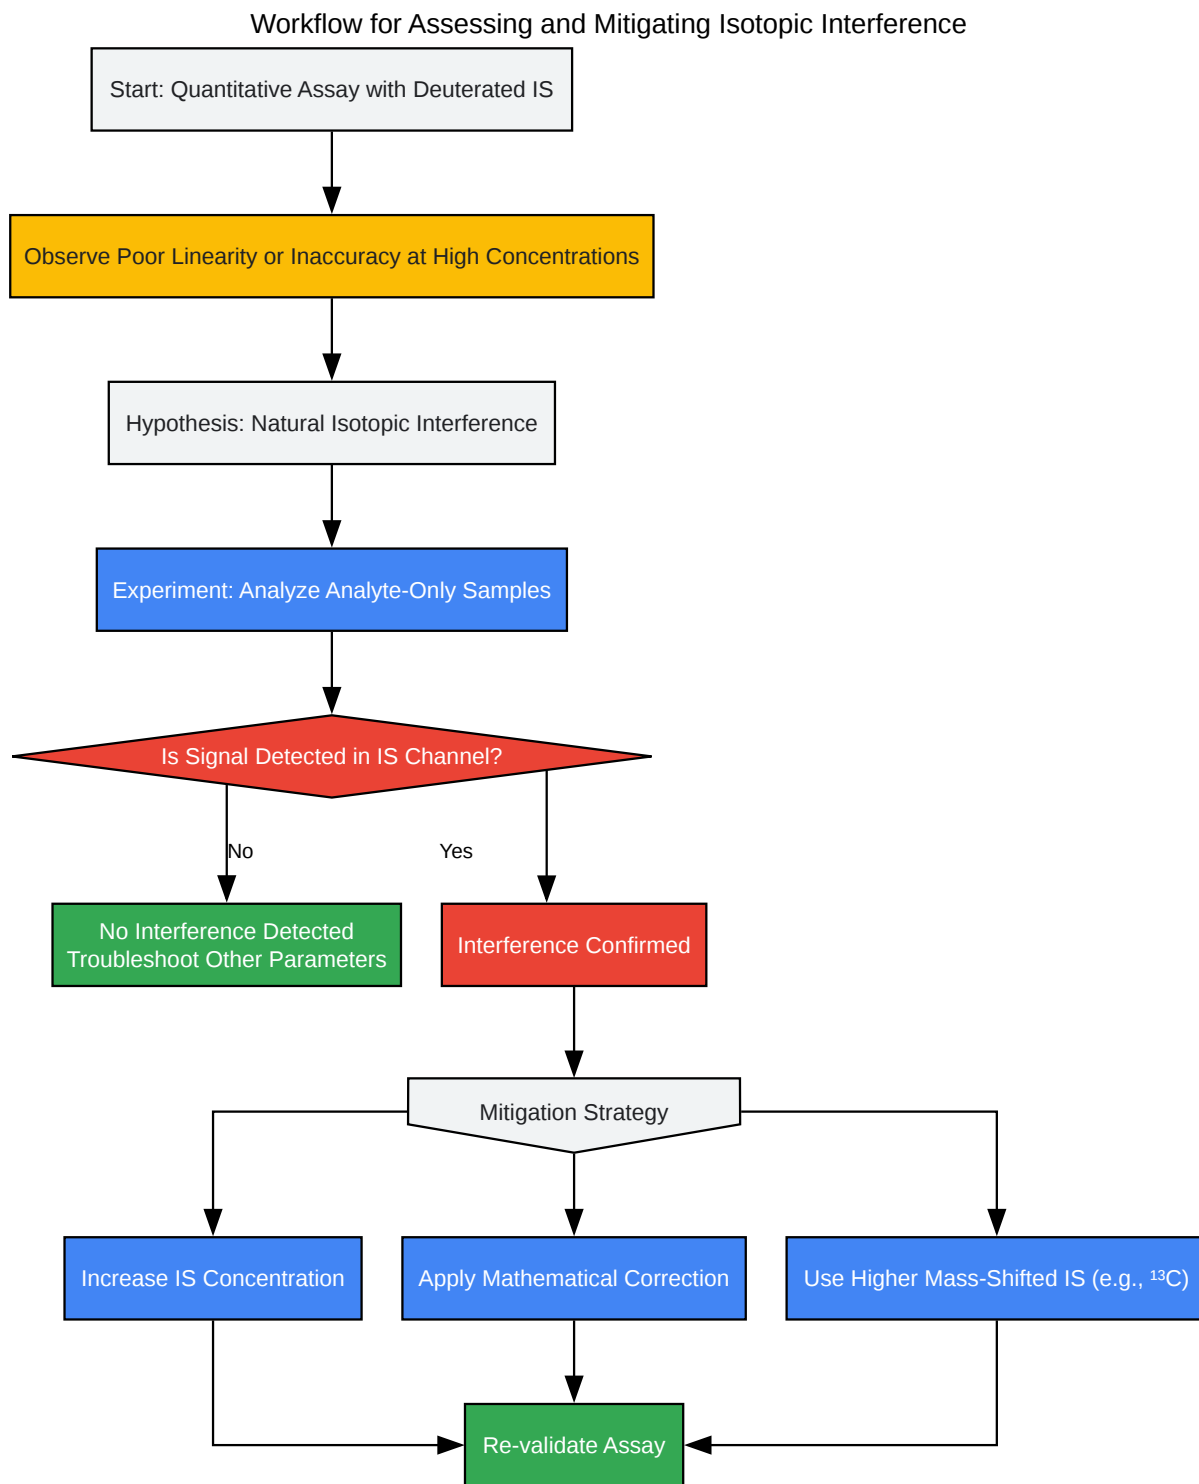 Workflow for Assessing and Mitigating Isotopic Interference
Start: Quantitative Assay with Deuterated IS
Observe Poor Linearity or Inaccuracy at High Concentrations
Hypothesis: Natural Isotopic Interference
Experiment: Analyze Analyte-Only Samples
Is Signal Detected in IS Channel?
No
Yes
No Interference Detected
Troubleshoot Other Parameters
Interference Confirmed
Mitigation Strategy
Increase IS Concentration
Apply Mathematical Correction
Use Higher Mass-Shifted IS (e.g., ¹³C)
Re-validate Assay